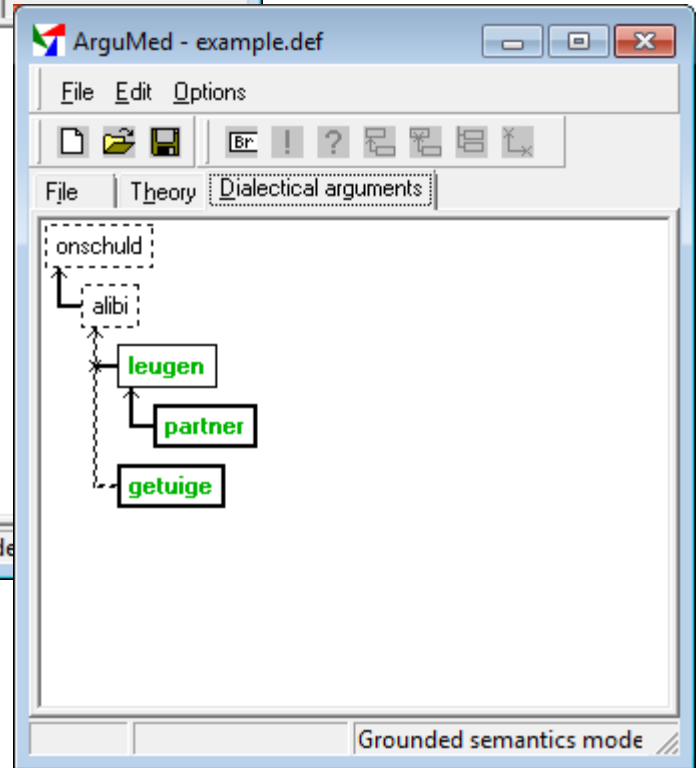 ArguMed - example.def
File Edit Options
Br
File Theory Dialectical arguments
onschuld
alibi
leugen
partner
getuige
Grounded semantics mode